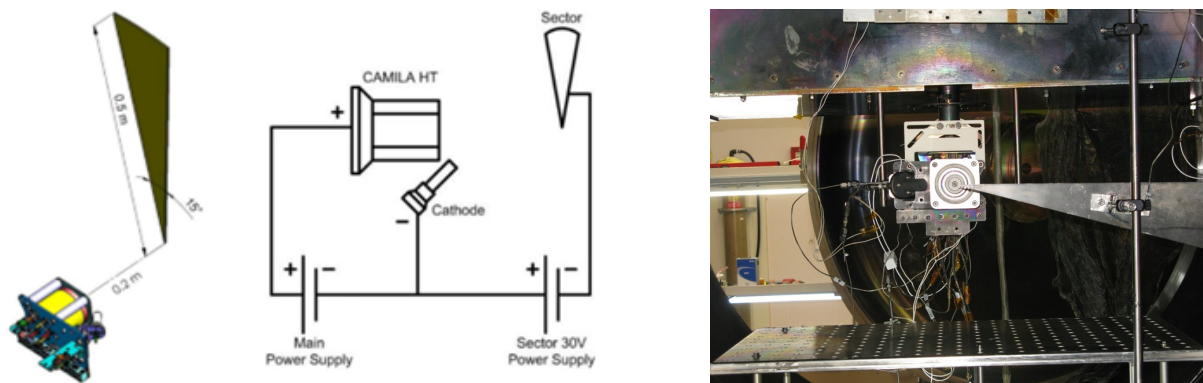 0.5 m
15°
0.2 m
Sector
CAMILA HT
+
Cathode
−
+ −
+ −
Main
Power Supply
Sector 30V
Power Supply